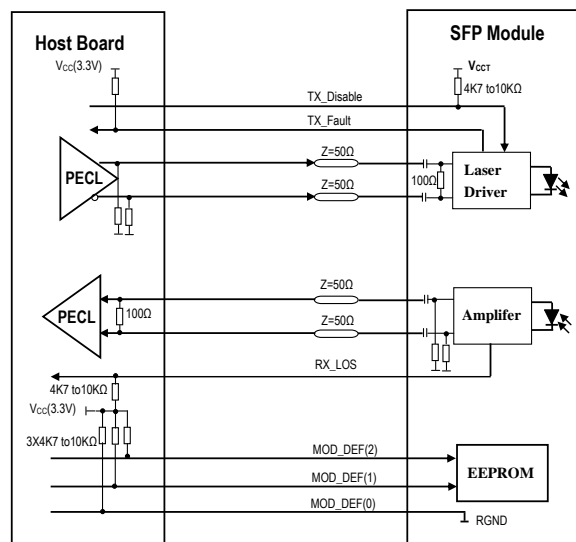 Host Board
SFP Module
VCC(3.3V)
VCCT
4K7 to10KΩ
TX_Disable
TX_Fault
PECL
Z=50Ω
Z=50Ω
100Ω
Laser
Driver
PECL
100Ω
Z=50Ω
Z=50Ω
Amplifer
RX_LOS
4K7 to10KΩ
VCC(3.3V)
3X4K7 to10KΩ
MOD_DEF(2)
MOD_DEF(1)
MOD_DEF(0)
EEPROM
RGND